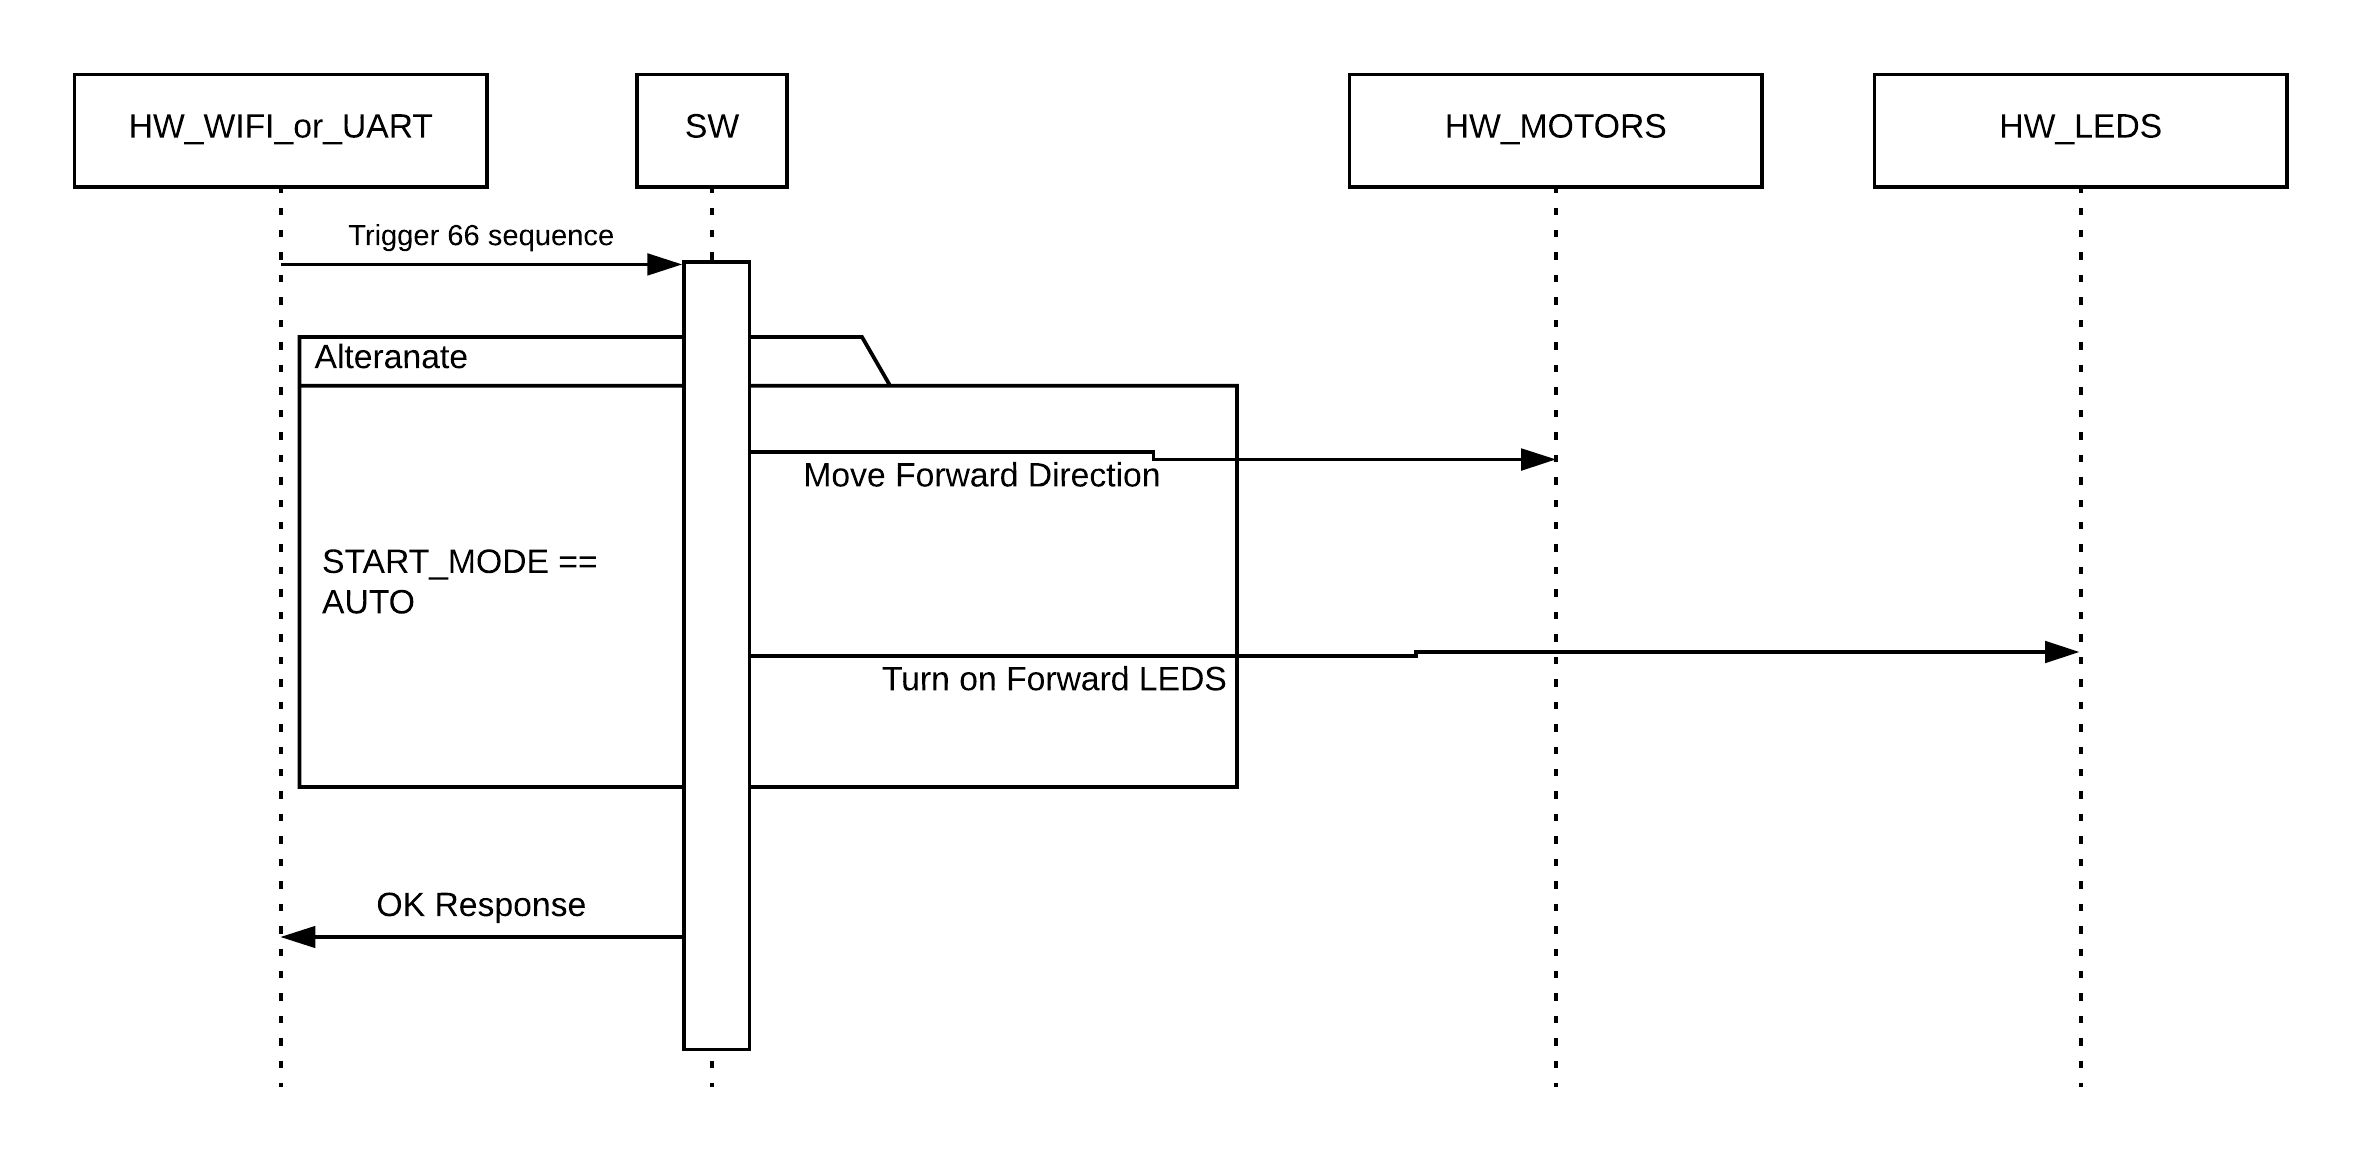 HW_WIFI_or_UART
SW
HW_MOTORS
HW_LEDS
Trigger 66 sequence
Alteranate
Move Forward Direction
START_MODE ==
AUTO
Turn on Forward LEDS
OK Response